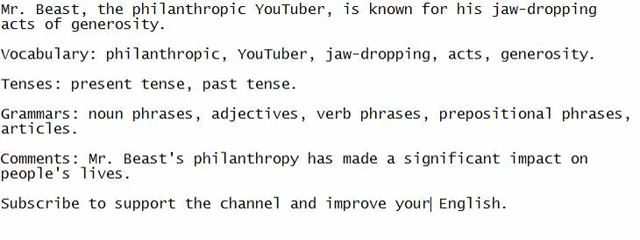 Mr. Beast, the philanthropic YouTuber, is known for his jaw-dropping
acts of generosity.
Vocabulary: philanthropic, YouTuber, jaw-dropping, acts, generosity.
Tenses: present tense, past tense.
Grammars: noun phrases, adjectives, verb phrases, prepositional phrases,
articles.
Comments: Mr. Beast's philanthropy has made a significant impact on
people's lives.
Subscribe to support the channel and improve your English.